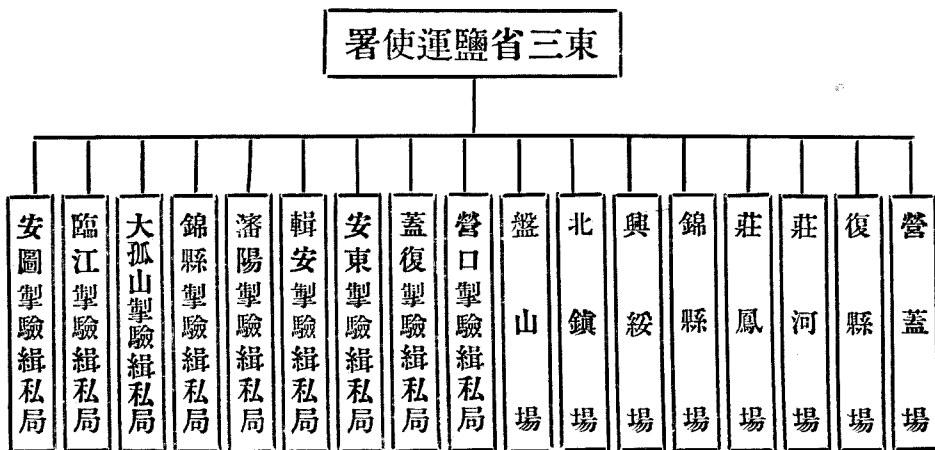 東三省鹽運使署
營蓋場
復縣場
莊河場
莊鳳場
錦縣場
興綏場
北鎮場
盤山場
營口掣驗緝私局
蓋復掣驗緝私局
安東掣驗緝私局
輯安掣驗緝私局
瀋陽掣驗緝私局
錦縣掣驗緝私局
大孤山掣驗緝私局
臨江掣驗緝私局
安圖掣驗緝私局